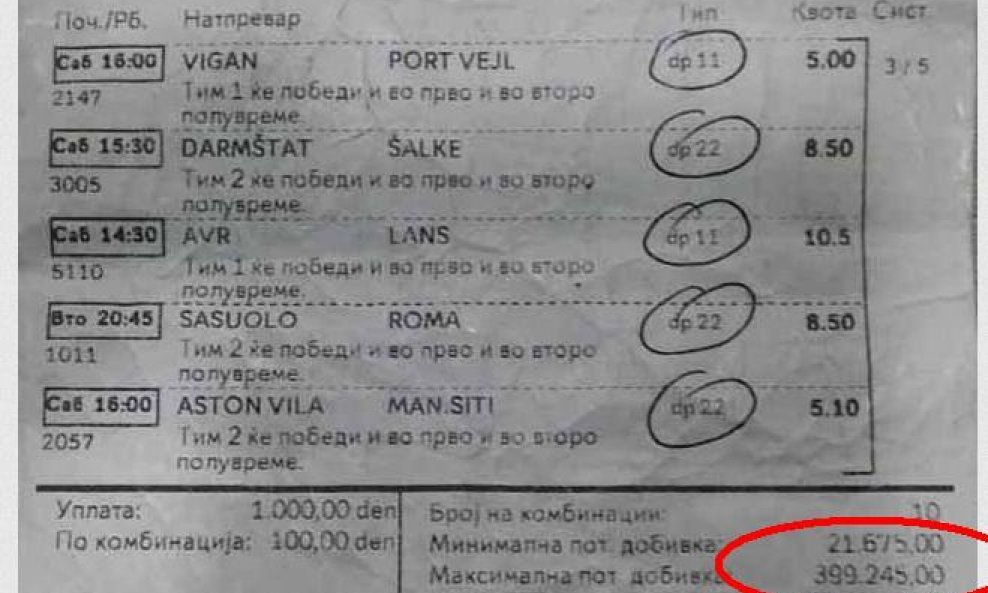 Поч./Рб. Натпревар Тип Квота Сист.
Саб 16:00 VIGAN PORT VEJL dp 11 5.00 3 / 5
2147 Тим 1 ќе победи и во прво и во второ
полувреме.
Саб 15:30 DARMŠTAT ŠALKE dp 22 8.50
3005 Тим 2 ќе победи и во прво и во второ
полувреме.
Саб 14:30 AVR LANS dp 11 10.5
5110 Тим 1 ќе победи и во прво и во второ
полувреме.
Вто 20:45 SASUOLO ROMA dp 22 8.50
1011 Тим 2 ќе победи и во прво и во второ
полувреме.
Саб 16:00 ASTON VILA MAN.SITI dp 22 5.10
2057 Тим 2 ќе победи и во прво и во второ
полувреме.
Уплата: 1.000,00 den Број на комбинации: 10
По комбинација: 100,00 den Минимална пот. добивка: 21.675,00
Максимална пот. добивка: 399.245,00